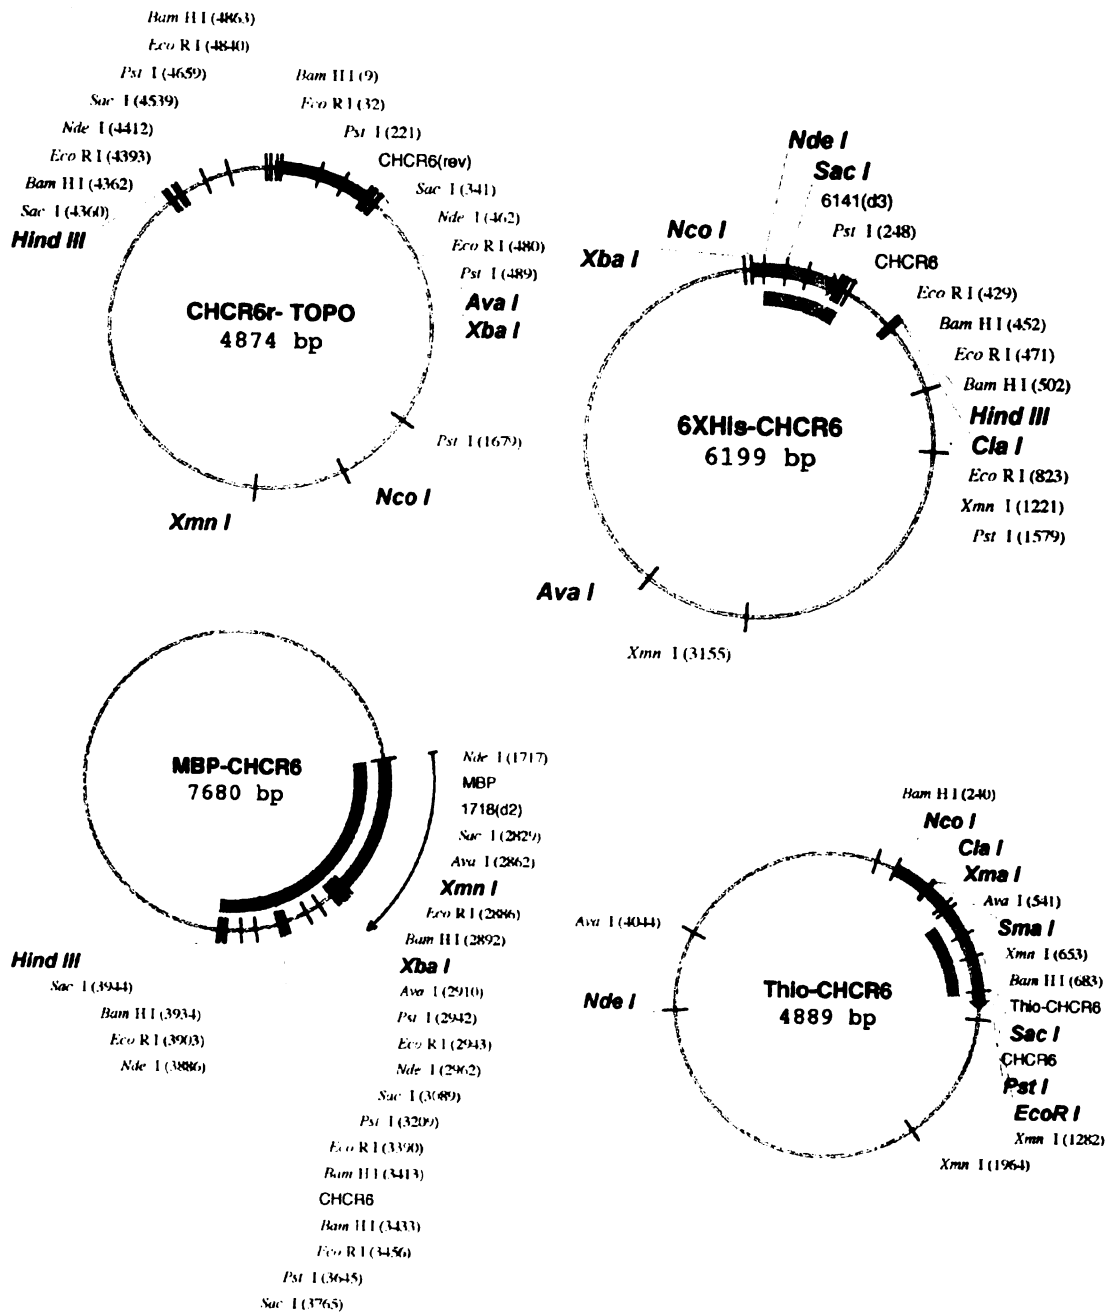 Bam H I (4863)
Eco R I (4840)
Pst I (4659)
Sac I (4539)
Nde I (4412)
Eco R I (4393)
Bam H I (4362)
Sac I (4360)
Hind III
Bam H I (9)
Eco R I (32)
Pst I (221)
CHCR6(rev)
Sac I (341)
Nde I (462)
Eco R I (480)
Pst I (489)
Ava I
Xba I
CHCR6r- TOPO
4874 bp
Pst I (1679)
Nco I
Xmn I
Nde I
Sac I
6141(d3)
Pst I (248)
CHCR6
Nco I
Xba I
Eco R I (429)
Bam H I (452)
Eco R I (471)
Bam H I (502)
Hind III
Cla I
Eco R I (823)
Xmn I (1221)
Pst I (1579)
6XHis-CHCR6
6199 bp
Ava I
Xmn I (3155)
MBP-CHCR6
7680 bp
Nde I (1717)
MBP
1718(d2)
Sac I (2829)
Ava I (2862)
Xmn I
Eco R I (2886)
Bam H I (2892)
Xba I
Ava I (2910)
Pst I (2942)
Eco R I (2943)
Nde I (2962)
Sac I (3089)
Pst I (3209)
Eco R I (3390)
Bam H I (3413)
CHCR6
Bam H I (3433)
Eco R I (3456)
Pst I (3645)
Sac I (3765)
Hind III
Sac I (3944)
Bam H I (3934)
Eco R I (3903)
Nde I (3886)
Bam H I (240)
Nco I
Cla I
Xma I
Ava I (541)
Sma I
Xmn I (653)
Bam H I (683)
Thio-CHCR6
Sac I
CHCR6
Pst I
EcoR I
Xmn I (1282)
Xmn I (1964)
Ava I (4044)
Nde I
Thio-CHCR6
4889 bp